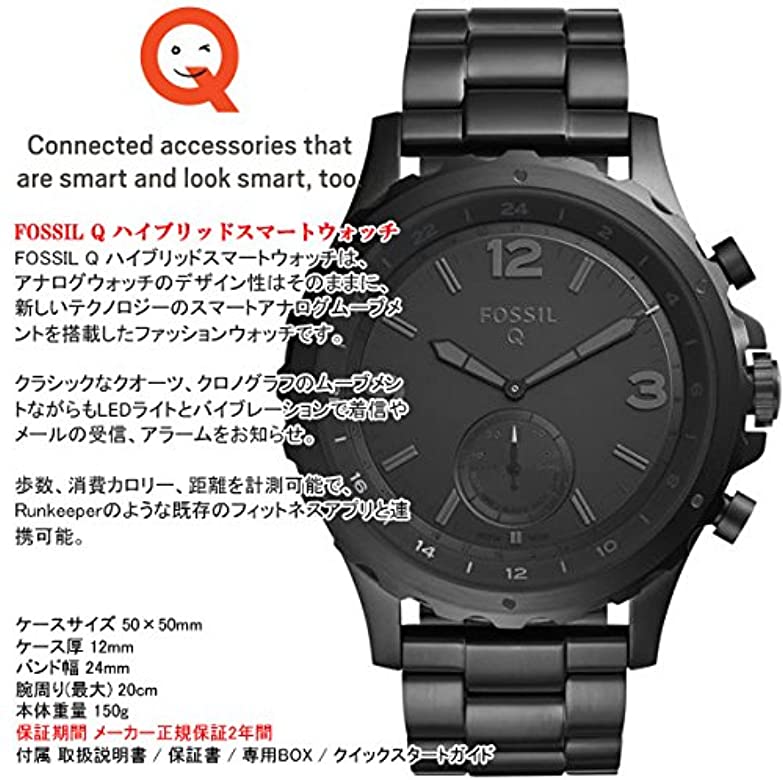 Connected accessories that
are smart and look smart, too.
FOSSIL Q ハイブリッドスマートウォッチ
FOSSIL Q ハイブリッドスマートウォッチは、
アナログウォッチのデザイン性はそのままに、
新しいテクノロジーのスマートアナログムーブメ
ントを搭載したファッションウォッチです。
クラシックなクオーツ、クロノグラフのムーブメン
トながらもLEDライトとバイブレーションで着信や
メールの受信、アラームをお知らせ。
歩数、消費カロリー、距離を計測可能で、
Runkeeperのような既存のフィットネスアプリと連
携可能。
ケースサイズ 50×50mm
ケース厚 12mm
バンド幅 24mm
腕周り(最大) 20cm
本体重量 150g
保証期間 メーカー正規保証2年間
付属 取扱説明書 / 保証書 / 専用BOX / クイックスタートガイド
22
24
2
12
FOSSIL
Q
3
16
14
12
10
8